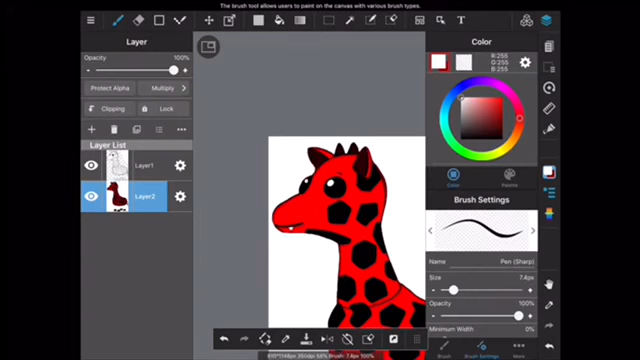 The brush tool allows users to paint on the canvas with various brush types.
T
Layer
Color
Opacity 100%
R:255
G:255
B:255
- +
Protect Alpha Multiply
Clipping Lock
Layer List
Layer1
Layer2
Color Palette
Brush Settings
Name Pen (Sharp)
Size 7.4px
- +
Opacity 100%
- +
Minimum Width 0%
Brush Brush Settings